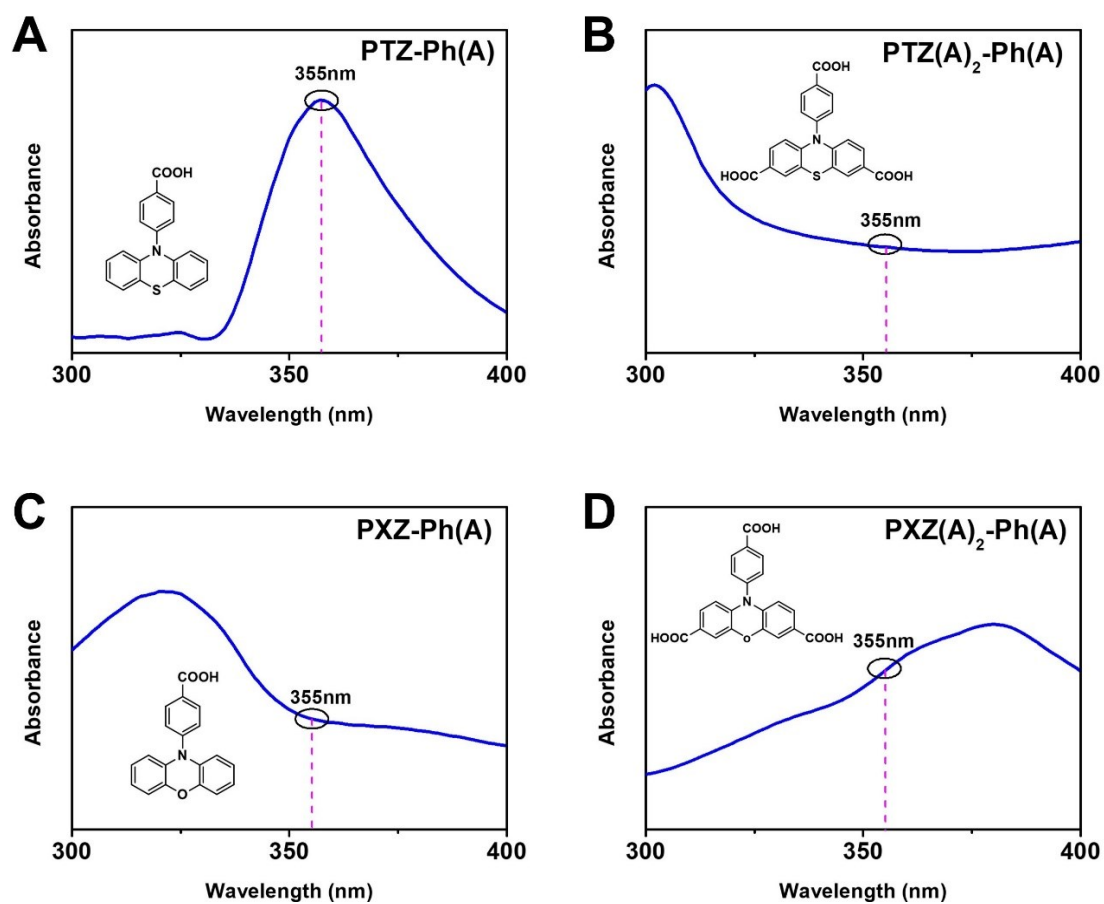 A
PTZ-Ph(A)
355nm
COOH
N
S
Absorbance
300
350
400
Wavelength (nm)
B
PTZ(A)₂-Ph(A)
COOH
N
HOOC
S
COOH
355nm
Absorbance
300
350
400
Wavelength (nm)
C
PXZ-Ph(A)
COOH
355nm
N
O
Absorbance
300
350
400
Wavelength (nm)
D
PXZ(A)₂-Ph(A)
COOH
N
HOOC
O
COOH
355nm
Absorbance
300
350
400
Wavelength (nm)